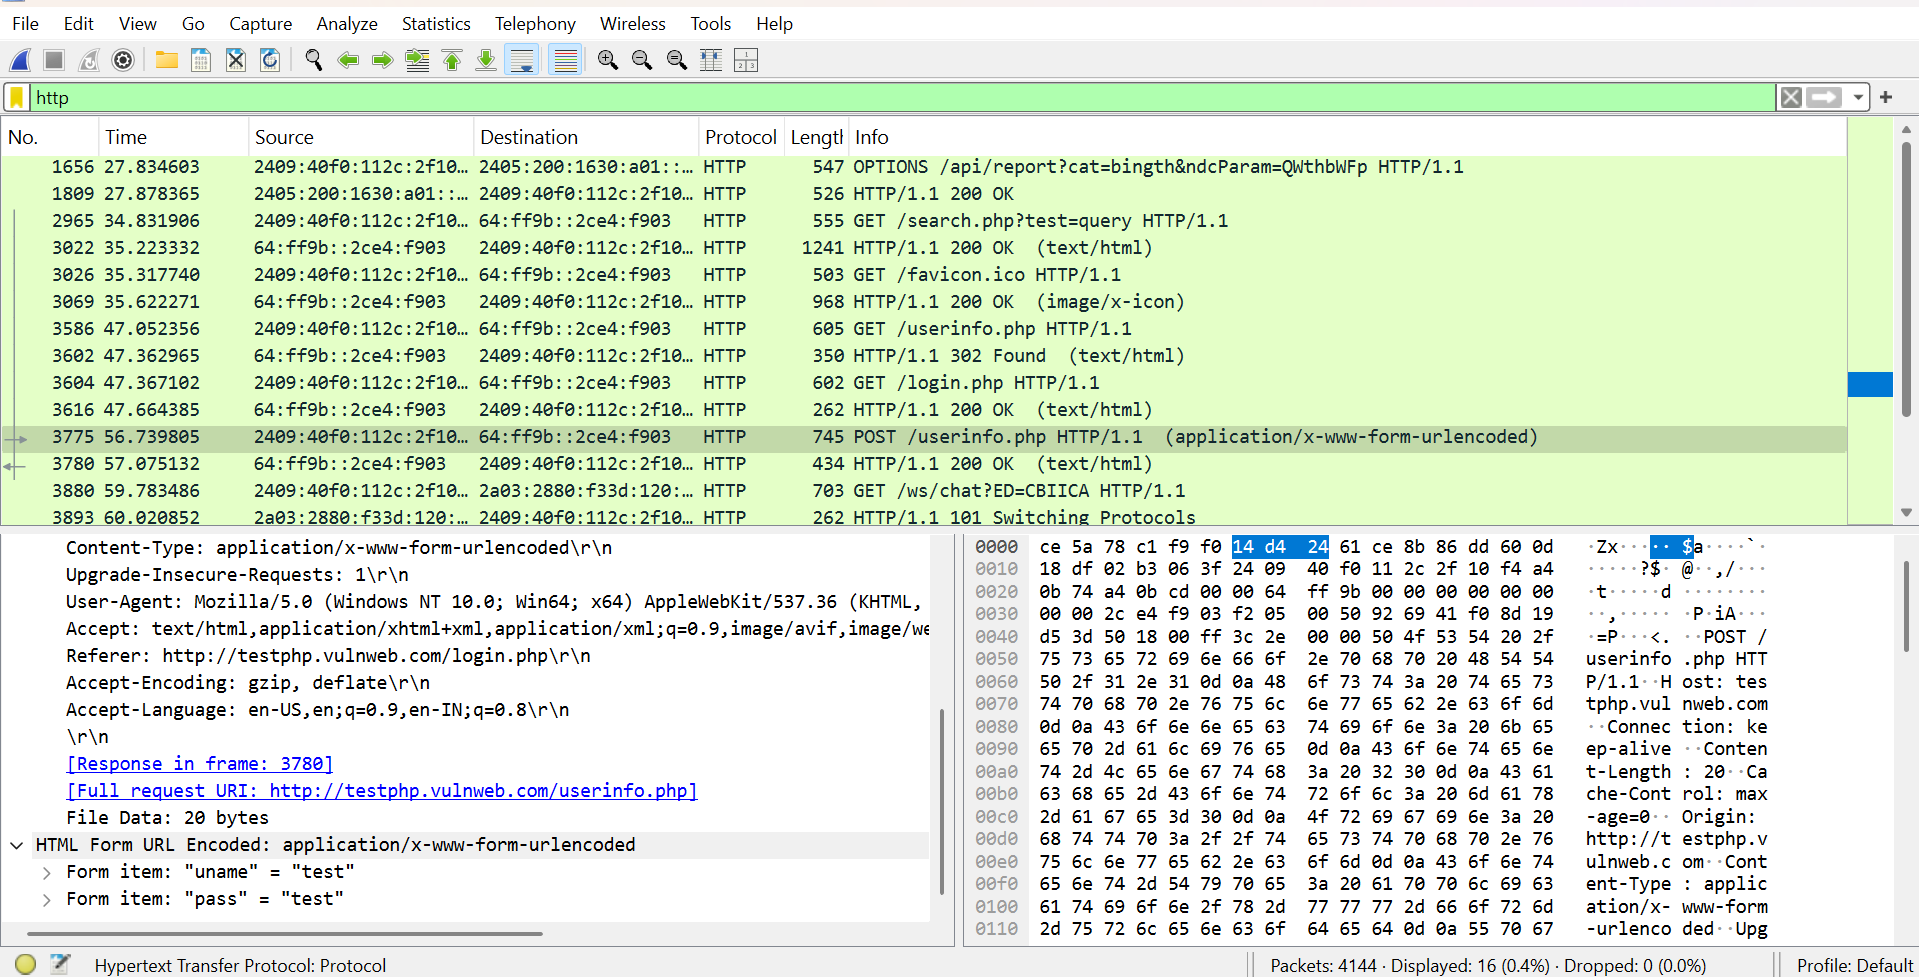 File Edit View Go Capture Analyze Statistics Telephony Wireless Tools Help
http
No. Time Source Destination Protocol Length Info
1656 27.834603 2409:40f0:112c:2f10… 2405:200:1630:a01::… HTTP 547 OPTIONS /api/report?cat=bingth&ndcParam=QWthbWFp HTTP/1.1
1809 27.878365 2405:200:1630:a01::… 2409:40f0:112c:2f10… HTTP 526 HTTP/1.1 200 OK
2965 34.831906 2409:40f0:112c:2f10… 64:ff9b::2ce4:f903 HTTP 555 GET /search.php?test=query HTTP/1.1
3022 35.223332 64:ff9b::2ce4:f903 2409:40f0:112c:2f10… HTTP 1241 HTTP/1.1 200 OK (text/html)
3026 35.317740 2409:40f0:112c:2f10… 64:ff9b::2ce4:f903 HTTP 503 GET /favicon.ico HTTP/1.1
3069 35.622271 64:ff9b::2ce4:f903 2409:40f0:112c:2f10… HTTP 968 HTTP/1.1 200 OK (image/x-icon)
3586 47.052356 2409:40f0:112c:2f10… 64:ff9b::2ce4:f903 HTTP 605 GET /userinfo.php HTTP/1.1
3602 47.362965 64:ff9b::2ce4:f903 2409:40f0:112c:2f10… HTTP 350 HTTP/1.1 302 Found (text/html)
3604 47.367102 2409:40f0:112c:2f10… 64:ff9b::2ce4:f903 HTTP 602 GET /login.php HTTP/1.1
3616 47.664385 64:ff9b::2ce4:f903 2409:40f0:112c:2f10… HTTP 262 HTTP/1.1 200 OK (text/html)
3775 56.739805 2409:40f0:112c:2f10… 64:ff9b::2ce4:f903 HTTP 745 POST /userinfo.php HTTP/1.1 (application/x-www-form-urlencoded)
3780 57.075132 64:ff9b::2ce4:f903 2409:40f0:112c:2f10… HTTP 434 HTTP/1.1 200 OK (text/html)
3880 59.783486 2409:40f0:112c:2f10… 2a03:2880:f33d:120:… HTTP 703 GET /ws/chat?ED=CBIICA HTTP/1.1
3893 60.020852 2a03:2880:f33d:120:… 2409:40f0:112c:2f10… HTTP 262 HTTP/1.1 101 Switching Protocols
Content-Type: application/x-www-form-urlencoded\r\n
Upgrade-Insecure-Requests: 1\r\n
User-Agent: Mozilla/5.0 (Windows NT 10.0; Win64; x64) AppleWebKit/537.36 (KHTML,
Accept: text/html,application/xhtml+xml,application/xml;q=0.9,image/avif,image/we
Referer: http://testphp.vulnweb.com/login.php\r\n
Accept-Encoding: gzip, deflate\r\n
Accept-Language: en-US,en;q=0.9,en-IN;q=0.8\r\n
\r\n
[Response in frame: 3780]
[Full request URI: http://testphp.vulnweb.com/userinfo.php]
File Data: 20 bytes
HTML Form URL Encoded: application/x-www-form-urlencoded
Form item: "uname" = "test"
Form item: "pass" = "test"
0000 ce 5a 78 c1 f9 f0 14 d4 24 61 ce 8b 86 dd 60 0d ·Zx·····$a····`·
0010 18 df 02 b3 06 3f 24 09 40 f0 11 2c 2f 10 f4 a4 ·····?$·@··,/···
0020 0b 74 a4 0b cd 00 00 64 ff 9b 00 00 00 00 00 00 ·t·····d········
0030 00 00 2c e4 f9 03 f2 05 00 50 92 69 41 f0 8d 19 ··,······P·iA···
0040 d5 3d 50 18 00 ff 3c 2e 00 00 50 4f 53 54 20 2f ·=P···<.··POST /
0050 75 73 65 72 69 6e 66 6f 2e 70 68 70 20 48 54 54 userinfo .php HTT
0060 50 2f 31 2e 31 0d 0a 48 6f 73 74 3a 20 74 65 73 P/1.1··H ost: tes
0070 74 70 68 70 2e 76 75 6c 6e 77 65 62 2e 63 6f 6d tphp.vul nweb.com
0080 0d 0a 43 6f 6e 6e 65 63 74 69 6f 6e 3a 20 6b 65 ··Connec tion: ke
0090 65 70 2d 61 6c 69 76 65 0d 0a 43 6f 6e 74 65 6e ep-alive ··Conten
00a0 74 2d 4c 65 6e 67 74 68 3a 20 32 30 0d 0a 43 61 t-Length : 20··Ca
00b0 63 68 65 2d 43 6f 6e 74 72 6f 6c 3a 20 6d 61 78 che-Cont rol: max
00c0 2d 61 67 65 3d 30 0d 0a 4f 72 69 67 69 6e 3a 20 -age=0·· Origin:
00d0 68 74 74 70 3a 2f 2f 74 65 73 74 70 68 70 2e 76 http://t estphp.v
00e0 75 6c 6e 77 65 62 2e 63 6f 6d 0d 0a 43 6f 6e 74 ulnweb.c om··Cont
00f0 65 6e 74 2d 54 79 70 65 3a 20 61 70 70 6c 69 63 ent-Type : applic
0100 61 74 69 6f 6e 2f 78 2d 77 77 77 2d 66 6f 72 6d ation/x- www-form
0110 2d 75 72 6c 65 6e 63 6f 64 65 64 0d 0a 55 70 67 -urlenco ded··Upg
Hypertext Transfer Protocol: Protocol Packets: 4144 · Displayed: 16 (0.4%) · Dropped: 0 (0.0%) Profile: Default